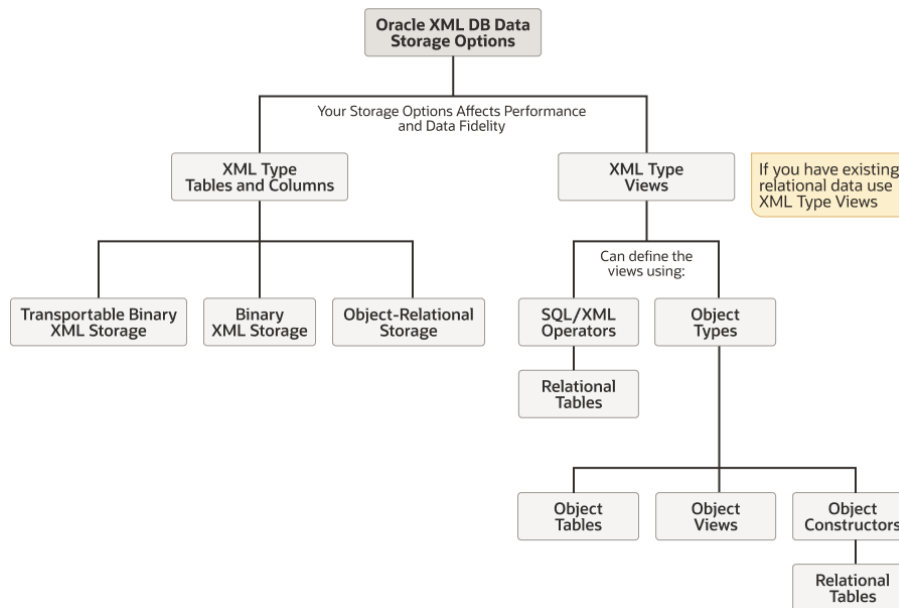 Oracle XML DB Data
Storage Options
Your Storage Options Affects Performance
and Data Fidelity
XML Type
Tables and Columns
XML Type
Views
If you have existing
relational data use
XML Type Views
Can define the
views using:
Transportable Binary
XML Storage
Binary
XML Storage
Object-Relational
Storage
SQL/XML
Operators
Object
Types
Relational
Tables
Object
Tables
Object
Views
Object
Constructors
Relational
Tables